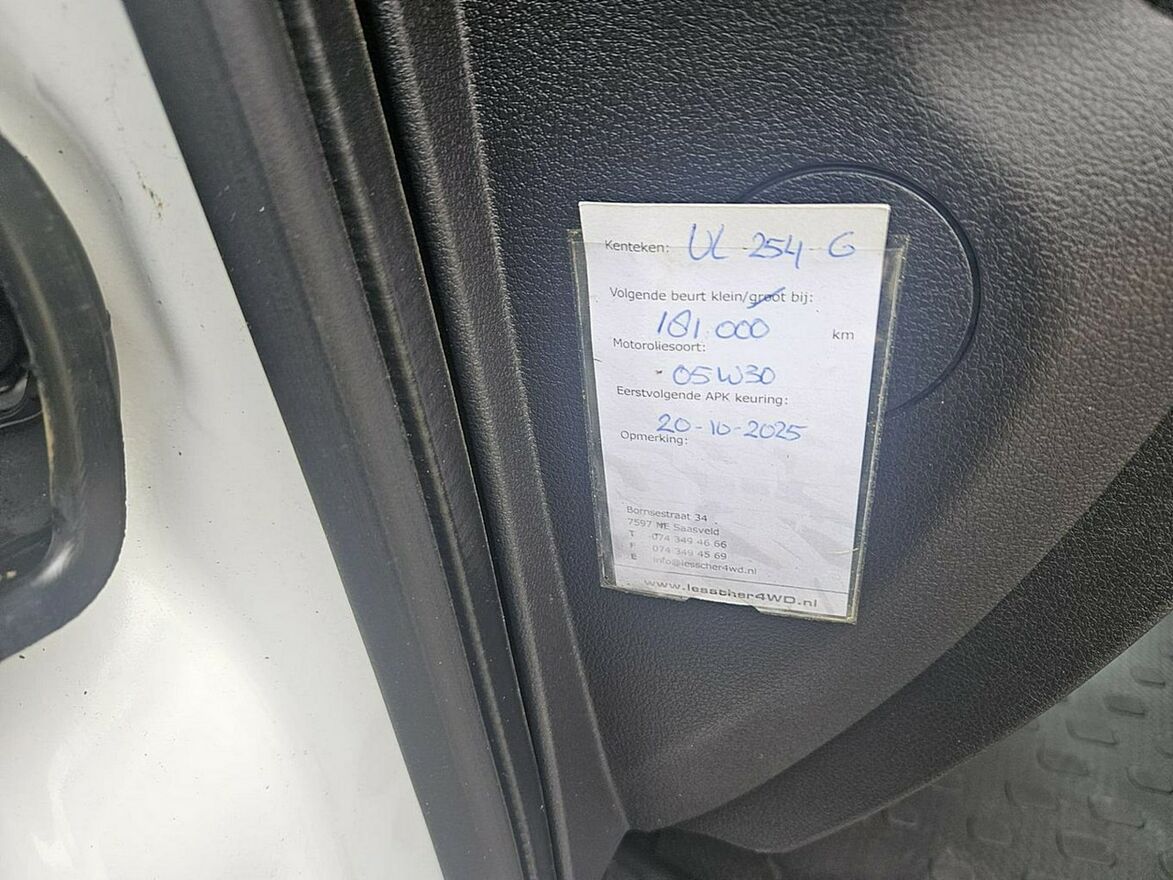 Kenteken: VL-254-G
Volgende beurt klein/groot bij:
181.000 km
Motoroliesoort:
05W30
Eerstvolgende APK keuring:
20-10-2025
Opmerking:
Bornsestraat 34
7597 NE Saasveld
T 074 349 46 66
F 074 349 45 69
E info@lesscher4wd.nl
www.lesscher4WD.nl